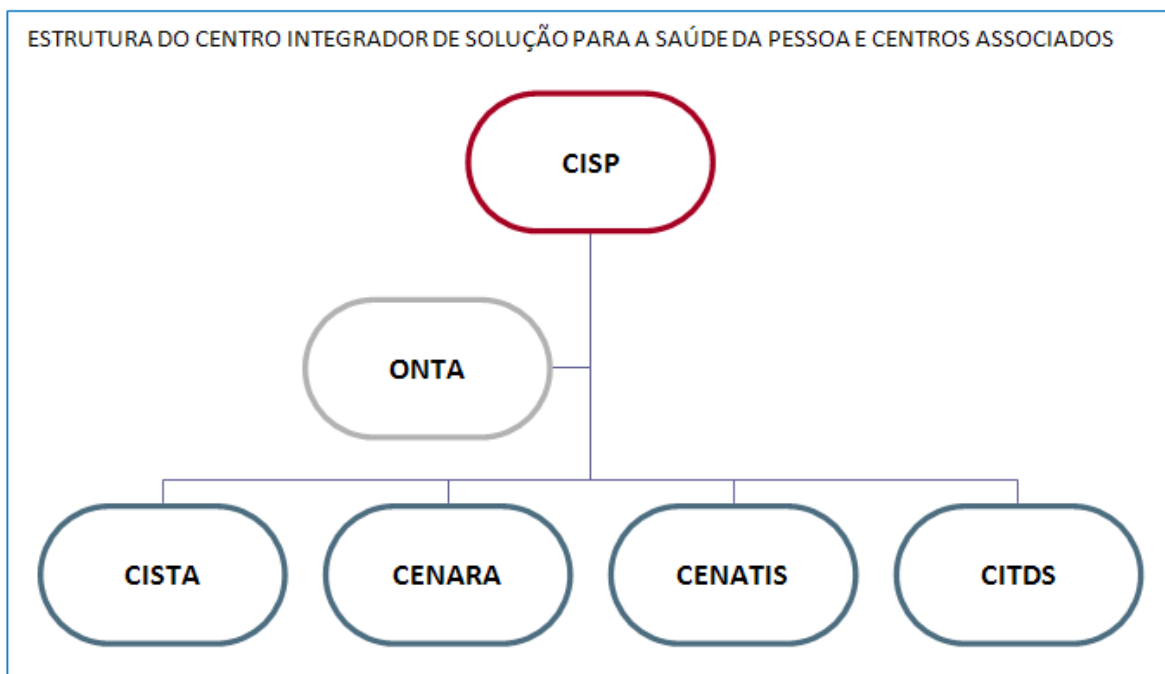 ESTRUTURA DO CENTRO INTEGRADOR DE SOLUÇÃO PARA A SAÚDE DA PESSOA E CENTROS ASSOCIADOS
CISP
ONTA
CISTA
CENARA
CENATIS
CITDS